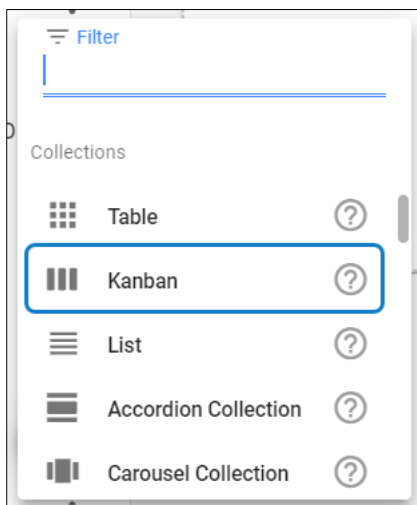 Filter
Collections
Table
Kanban
List
Accordion Collection
Carousel Collection